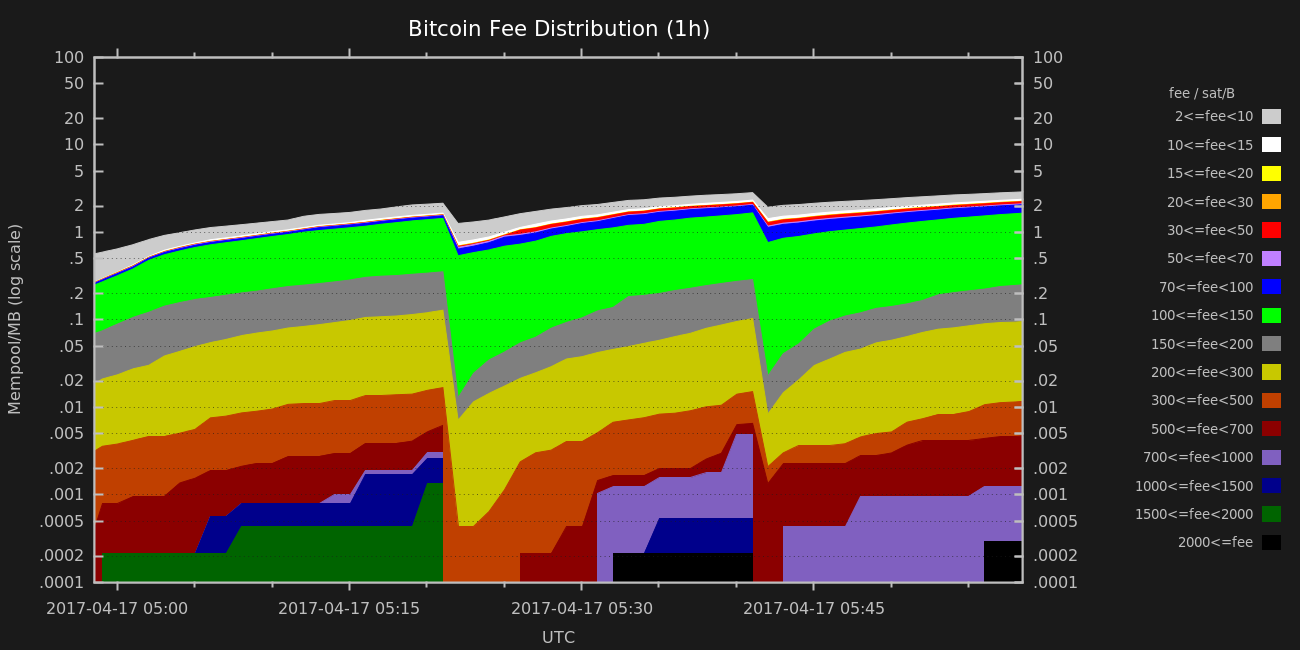 Bitcoin Fee Distribution (1h)
Mempool/MB (log scale)
100
50
20
10
5
2
1
.5
.2
.1
.05
.02
.01
.005
.002
.001
.0005
.0002
.0001
100
50
20
10
5
2
1
.5
.2
.1
.05
.02
.01
.005
.002
.001
.0005
.0002
.0001
2017-04-17 05:00
2017-04-17 05:15
2017-04-17 05:30
2017-04-17 05:45
UTC
fee / sat/B
2<=fee<10
10<=fee<15
15<=fee<20
20<=fee<30
30<=fee<50
50<=fee<70
70<=fee<100
100<=fee<150
150<=fee<200
200<=fee<300
300<=fee<500
500<=fee<700
700<=fee<1000
1000<=fee<1500
1500<=fee<2000
2000<=fee